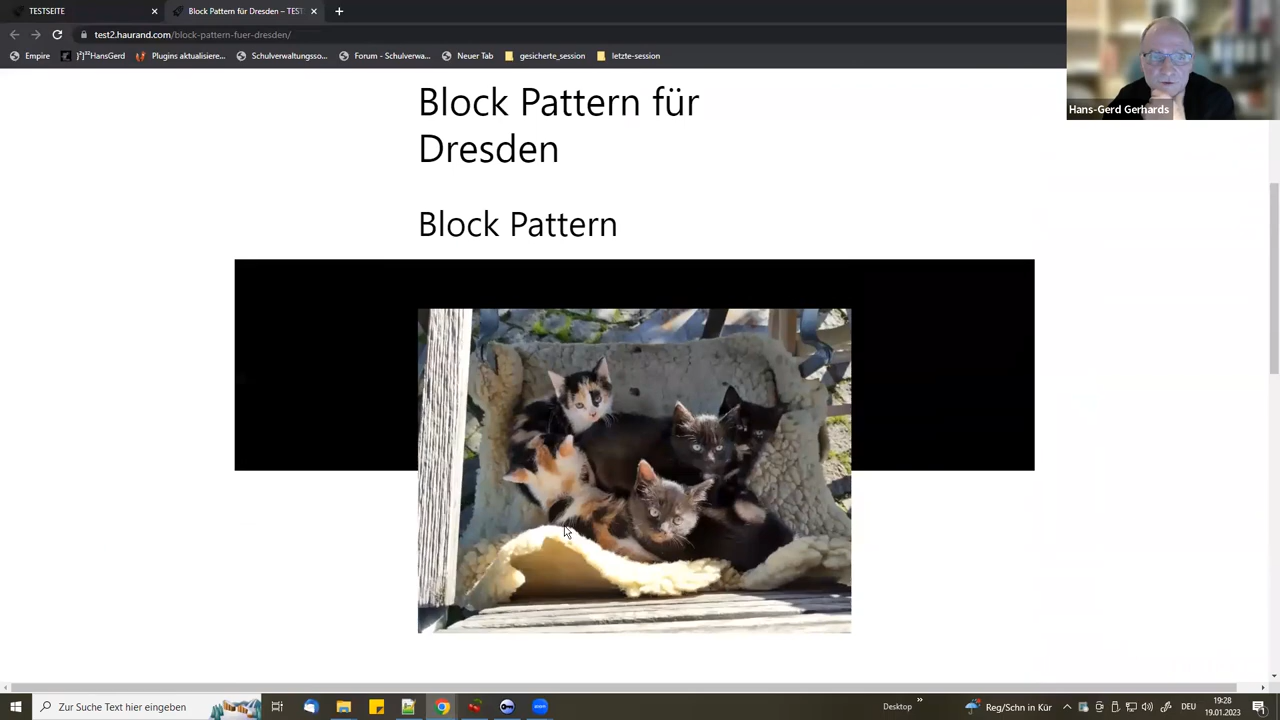 TESTSEITE
Block Pattern für Dresden – TEST
test2.haurand.com/block-pattern-fuer-dresden/
Empire
HansGerd
Plugins aktualisiere...
Schulverwaltungsso...
Forum - Schulverwa...
Neuer Tab
gesicherte_session
letzte-session
Hans-Gerd Gerhards
Block Pattern für
Dresden
Block Pattern
Zur Suche Text hier eingeben
zoom
Desktop
Reg/Schn in Kür
DEU
19:28
19.01.2023